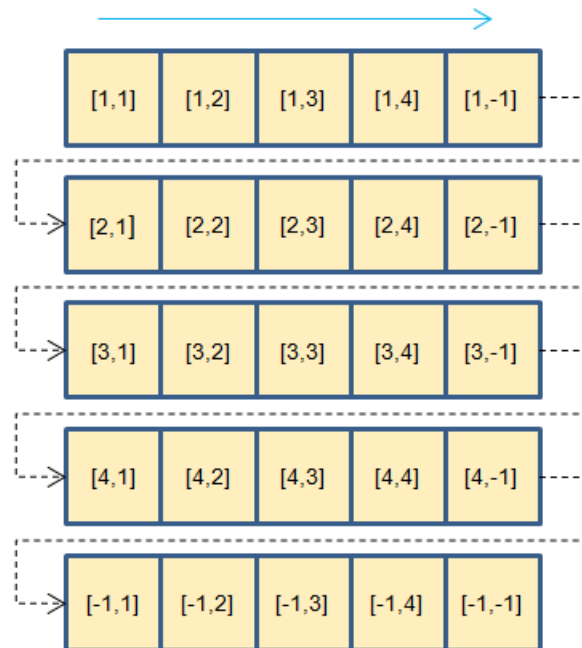 [1,1] [1,2] [1,3] [1,4] [1,-1]
[2,1] [2,2] [2,3] [2,4] [2,-1]
[3,1] [3,2] [3,3] [3,4] [3,-1]
[4,1] [4,2] [4,3] [4,4] [4,-1]
[-1,1] [-1,2] [-1,3] [-1,4] [-1,-1]